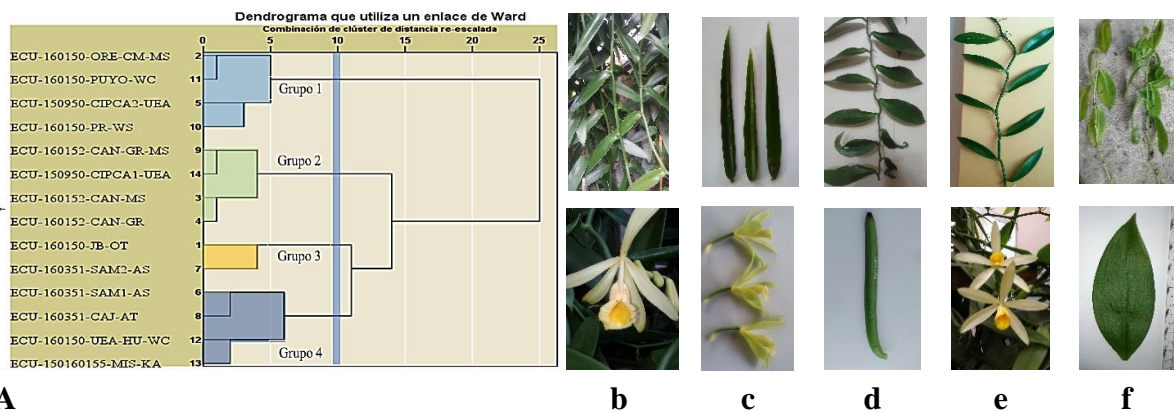 Dendrograma que utiliza un enlace de Ward
Combinación de clúster de distancia re-escalada
0 5 10 15 20 25
ECU-160150-ORE-CM-MS 2
ECU-160150-PUYO-WC 11
Grupo 1
ECU-150950-CIPCA2-UEA 5
ECU-160150-PR-WS 10
ECU-160152-CAN-GR-MS 9
Grupo 2
ECU-150950-CIPCA1-UEA 14
ECU-160152-CAN-MS 3
ECU-160152-CAN-GR 4
ECU-160150-JB-OT 1
Grupo 3
ECU-160351-SAM2-AS 7
ECU-160351-SAM1-AS 6
ECU-160351-CAJ-AT 8
ECU-160150-UEA-HU-WC 12
Grupo 4
ECU-150160155-MIS-KA 13
A b c d e f